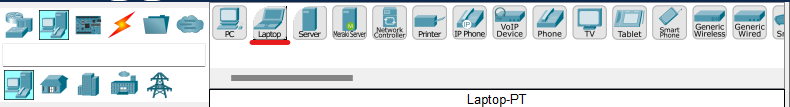 PC
Laptop
Server
Meraki Server
Network Controller
Printer
IP
IP Phone
VoIP Device
Phone
TV
Tablet
Smart Phone
Generic Wireless
Generic Wired
Laptop-PT